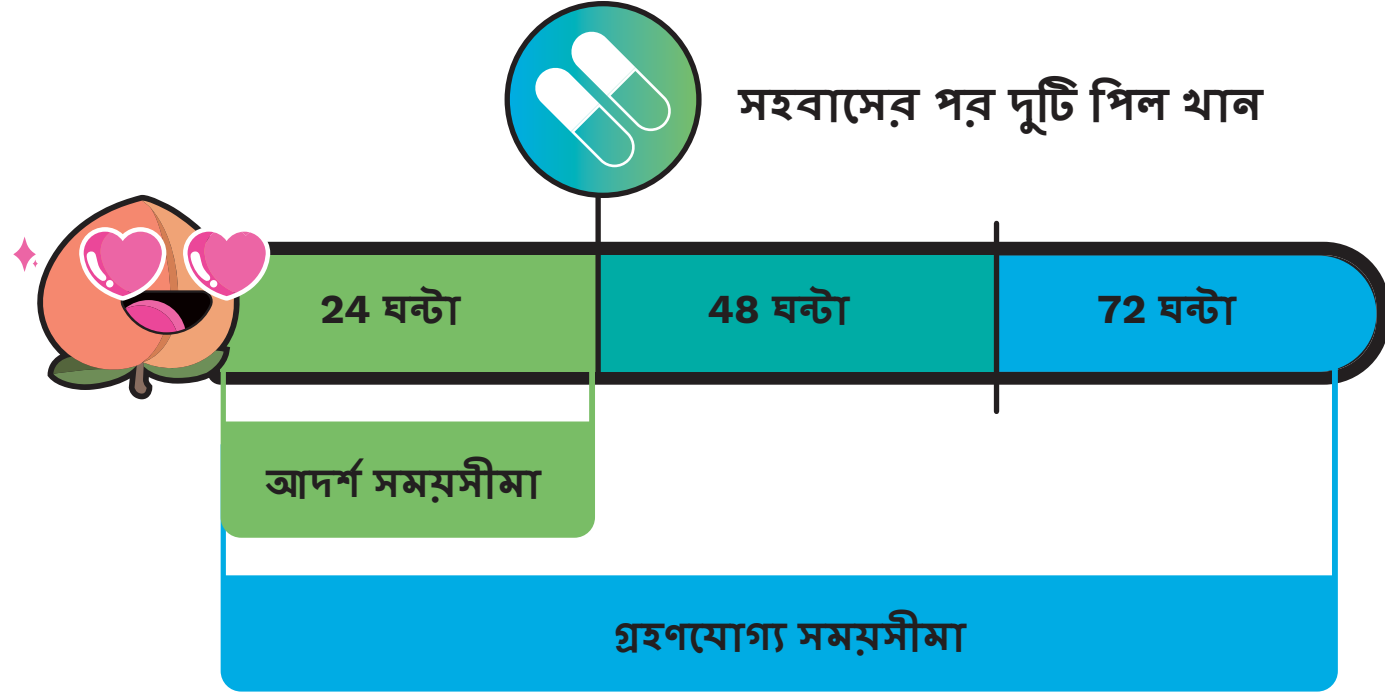 সহবাসের পর দুটি পিল খান
24 ঘন্টা
48 ঘন্টা
72 ঘন্টা
আদর্শ সময়সীমা
গ্রহণযোগ্য সময়সীমা